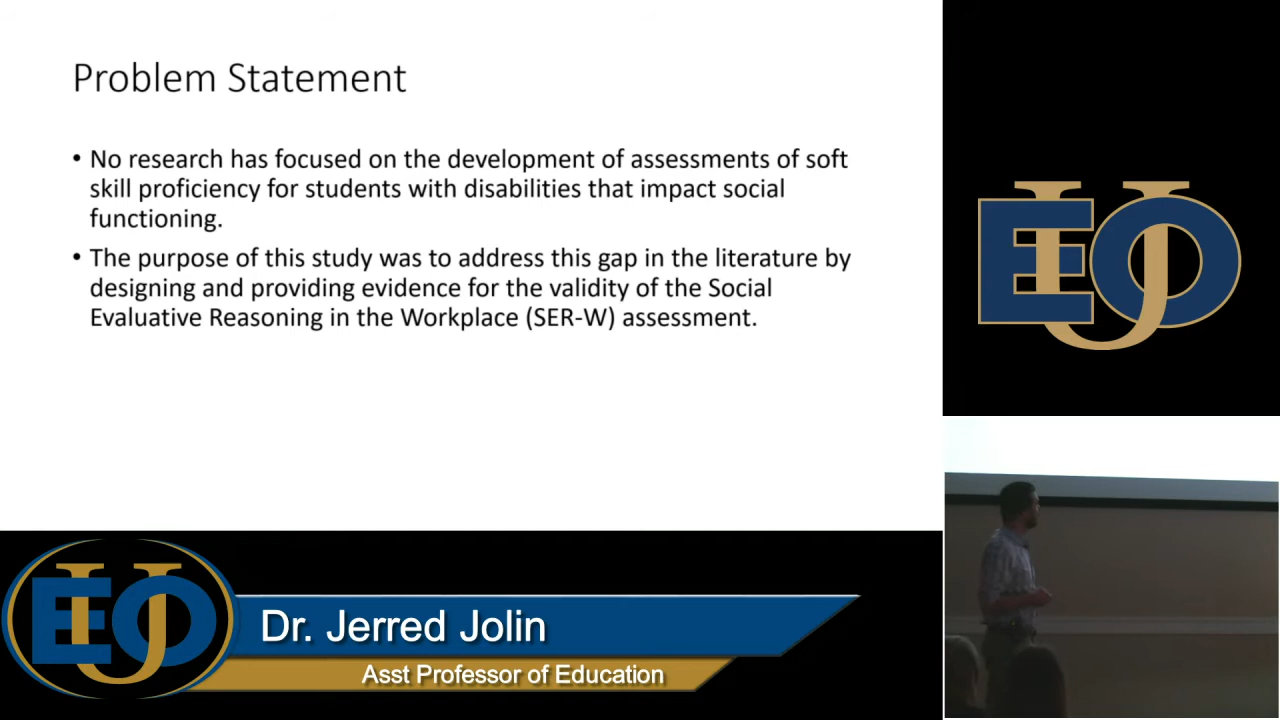 Problem Statement
• No research has focused on the development of assessments of soft
skill proficiency for students with disabilities that impact social
functioning.
• The purpose of this study was to address this gap in the literature by
designing and providing evidence for the validity of the Social
Evaluative Reasoning in the Workplace (SER-W) assessment.
EOU
EOU
Dr. Jerred Jolin
Asst Professor of Education